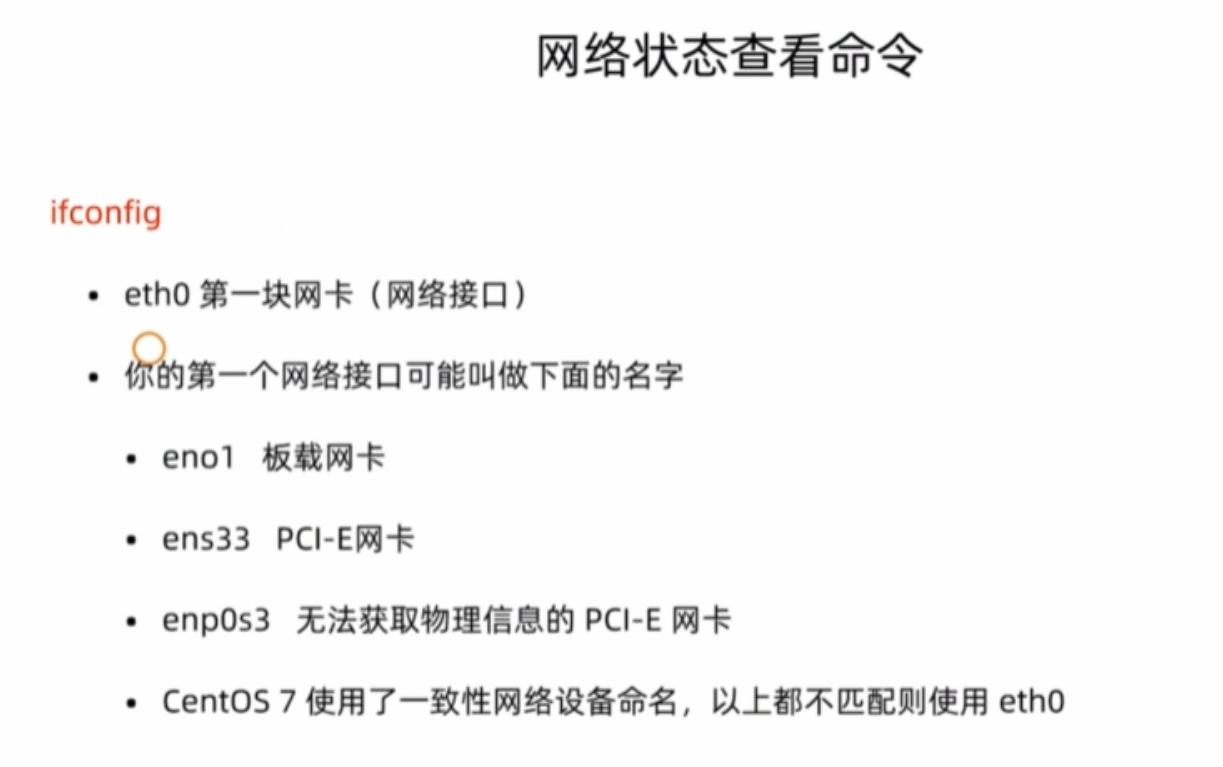 网络状态查看命令
ifconfig
• eth0 第一块网卡（网络接口）
• 你的第一个网络接口可能叫做下面的名字
• eno1 板载网卡
• ens33 PCI-E网卡
• enp0s3 无法获取物理信息的 PCI-E 网卡
• CentOS 7 使用了一致性网络设备命名，以上都不匹配则使用 eth0